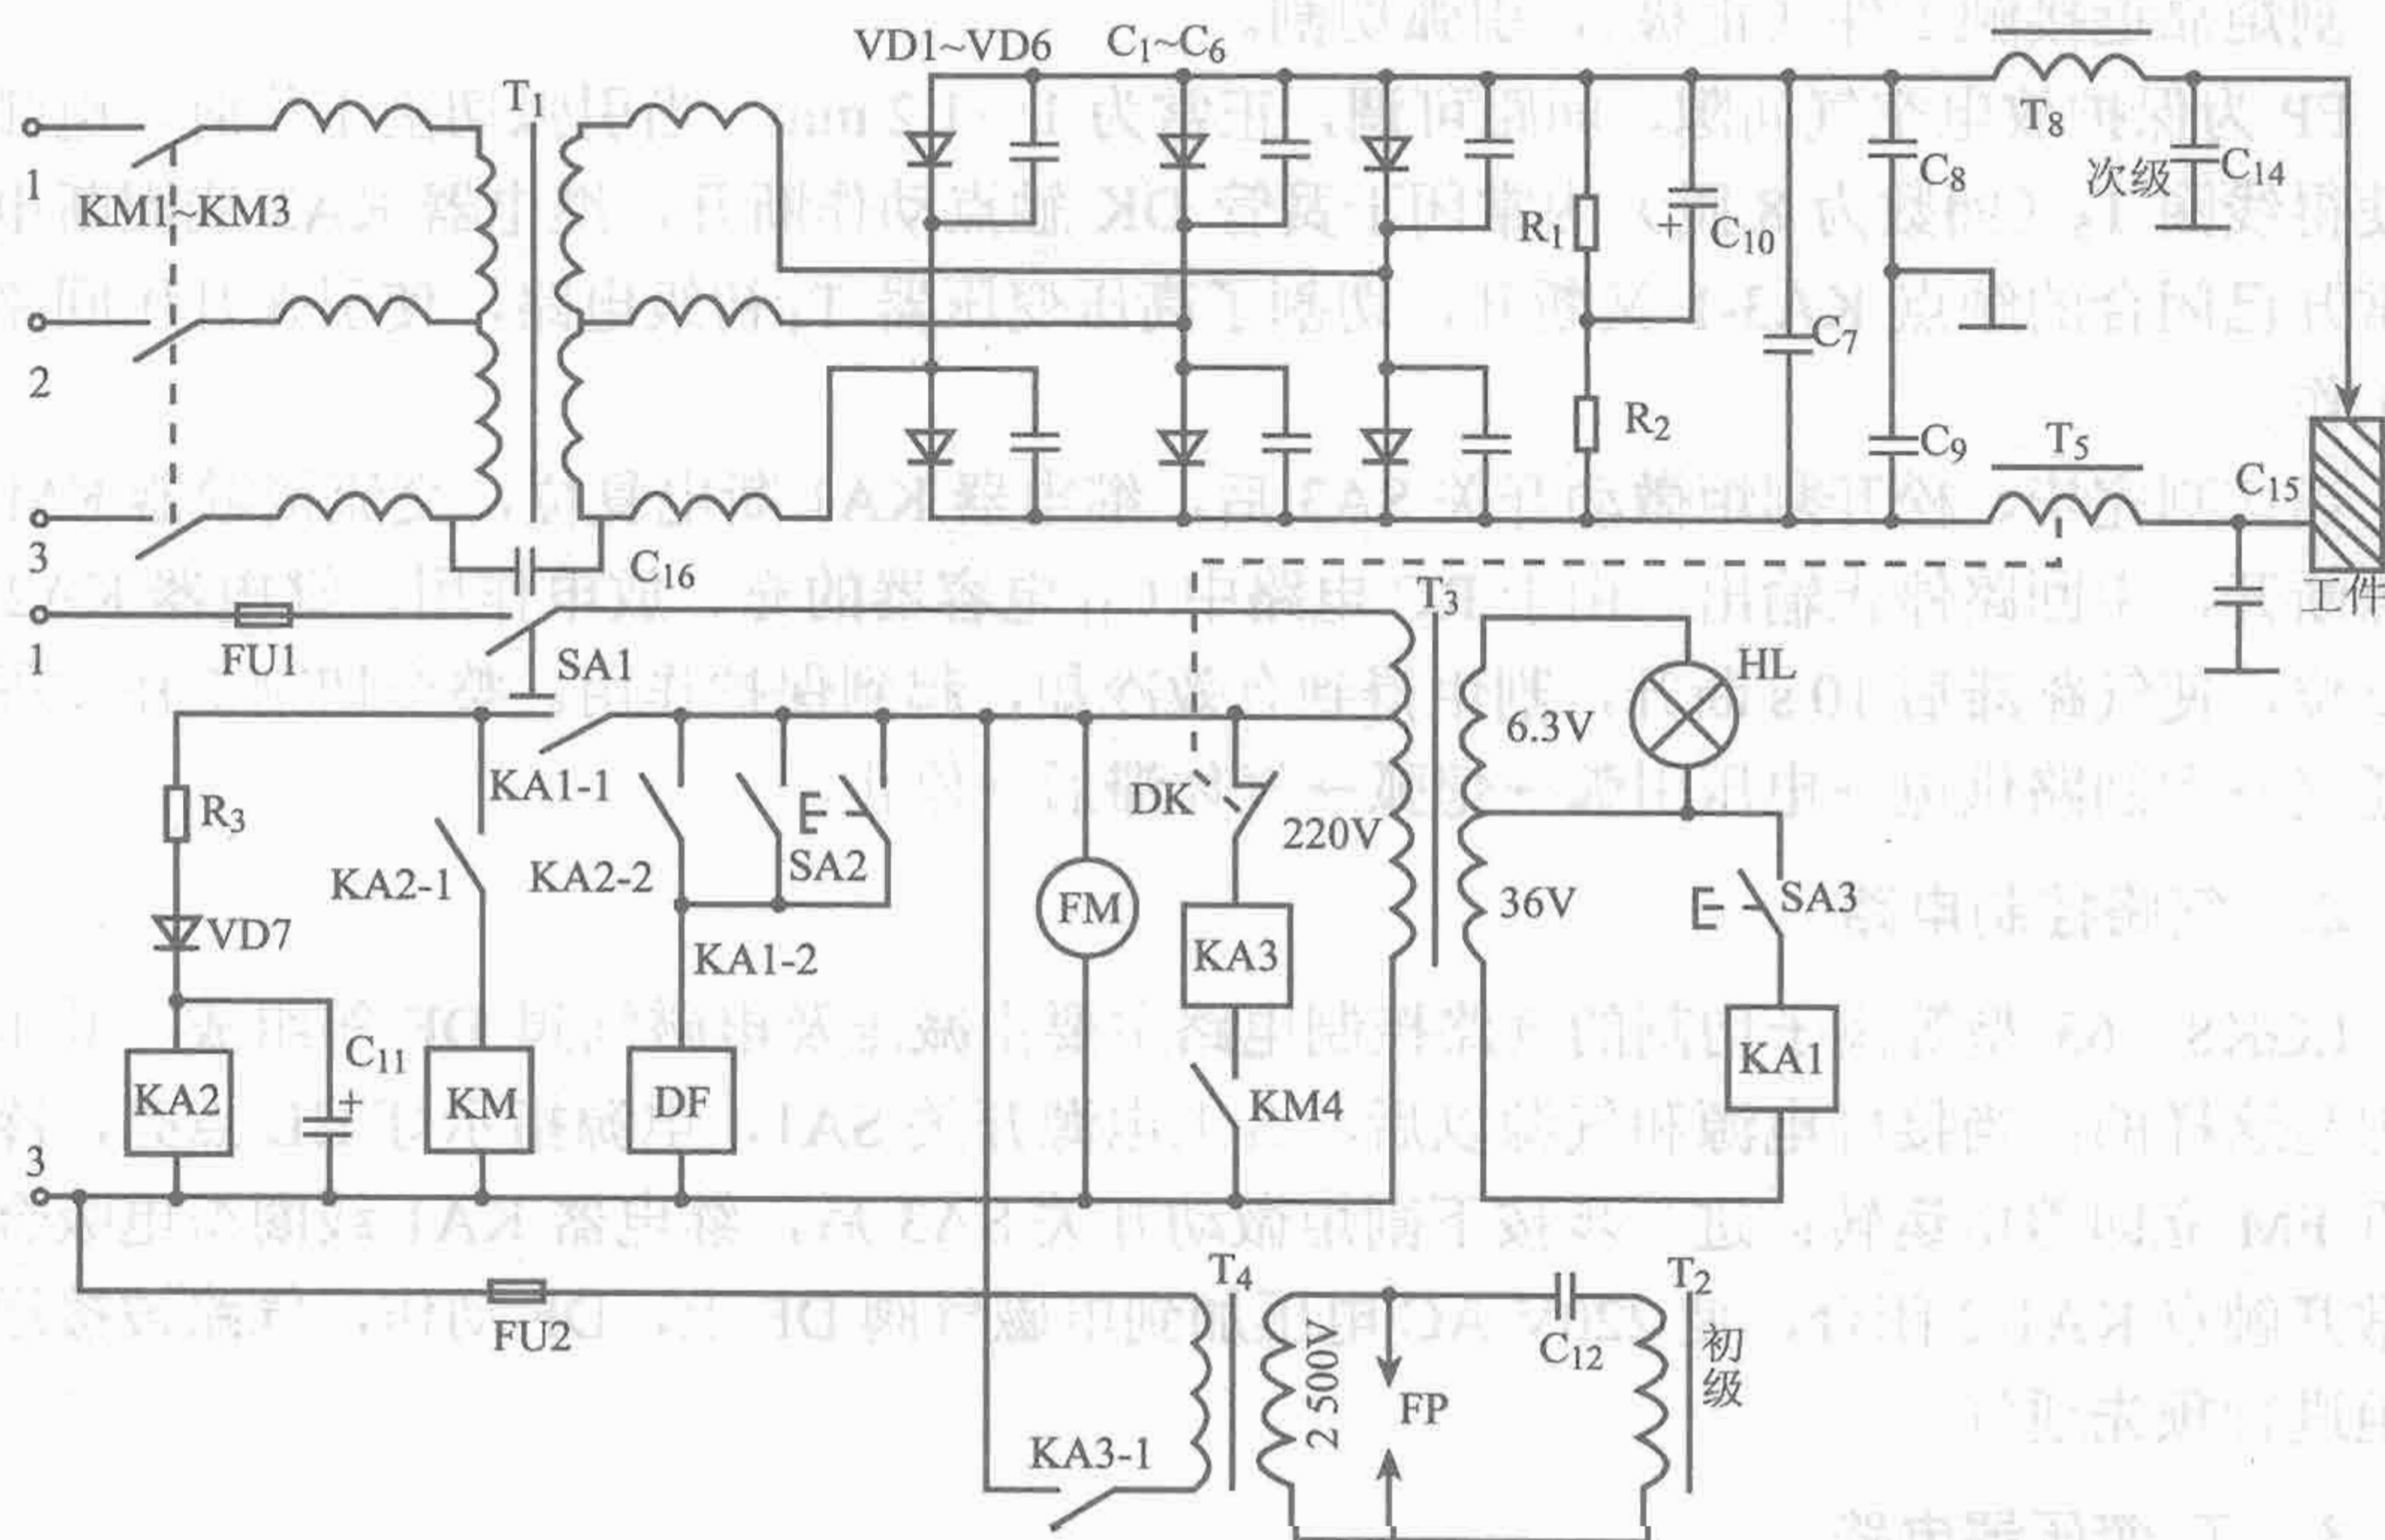 VD1~VD6
C₁~C₆
T₁
T₈
次级
C₁₄
1
KM1~KM3
C₈
R₁
C₁₀
C₇
2
R₂
C₉
T₅
C₁₅
3
C₁₆
工件
T₃
1
FU1
SA1
HL
6.3V
KA1-1
R₃
DK
220V
SA2
KA2-1
KA2-2
36V
SA3
FM
VD7
KA1-2
KA3
C₁₁
KA1
KA2
KM
DF
KM4
3
T₄
T₂
FU2
2 500V
C₁₂
初级
FP
KA3-1